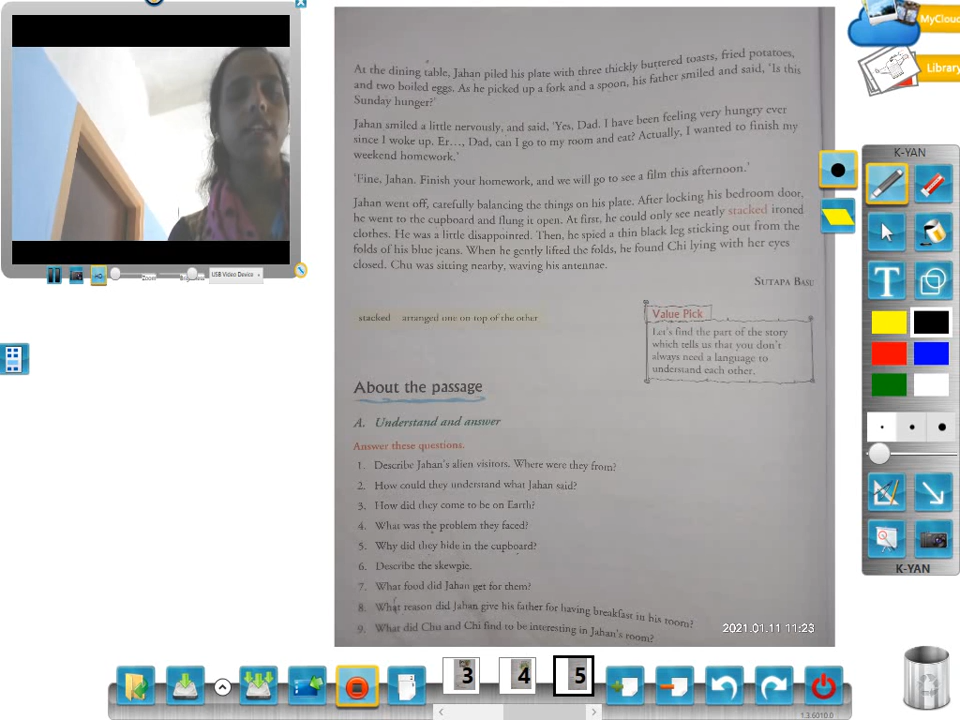 MyCloud
Library
At the dining table, Jahan piled his plate with three thickly buttered toasts, fried potatoes,
and two boiled eggs. As he picked up a fork and a spoon, his father smiled and said, 'Is this
Sunday hunger?'
Jahan smiled a little nervously, and said, 'Yes, Dad. I have been feeling very hungry ever
since I woke up. Er..., Dad, can I go to my room and eat? Actually, I wanted to finish my
weekend homework.'
'Fine, Jahan. Finish your homework, and we will go to see a film this afternoon.'
Jahan went off, carefully balancing the things on his plate. After locking his bedroom door,
he went to the cupboard and flung it open. At first, he could only see neatly stacked ironed
clothes. He was a little disappointed. Then, he spied a thin black leg sticking out from the
folds of his blue jeans. When he gently lifted the folds, he found Chi lying with her eyes
closed. Chu was sitting nearby, waving his antennae.
SUTAPA BASU
stacked arranged one on top of the other
Value Pick
Let's find the part of the story
which tells us that you don't
always need a language to
understand each other.
About the passage
A. Understand and answer
Answer these questions.
1. Describe Jahan's alien visitors. Where were they from?
2. How could they understand what Jahan said?
3. How did they come to be on Earth?
4. What was the problem they faced?
5. Why did they hide in the cupboard?
6. Describe the skewpie.
7. What food did Jahan get for them?
8. What reason did Jahan give his father for having breakfast in his room?
9. What did Chu and Chi find to be interesting in Jahan's room?
2021.01.11 11:23
USB Video Device
K-YAN
T
K-YAN
3
4
5
1.3.6010.0